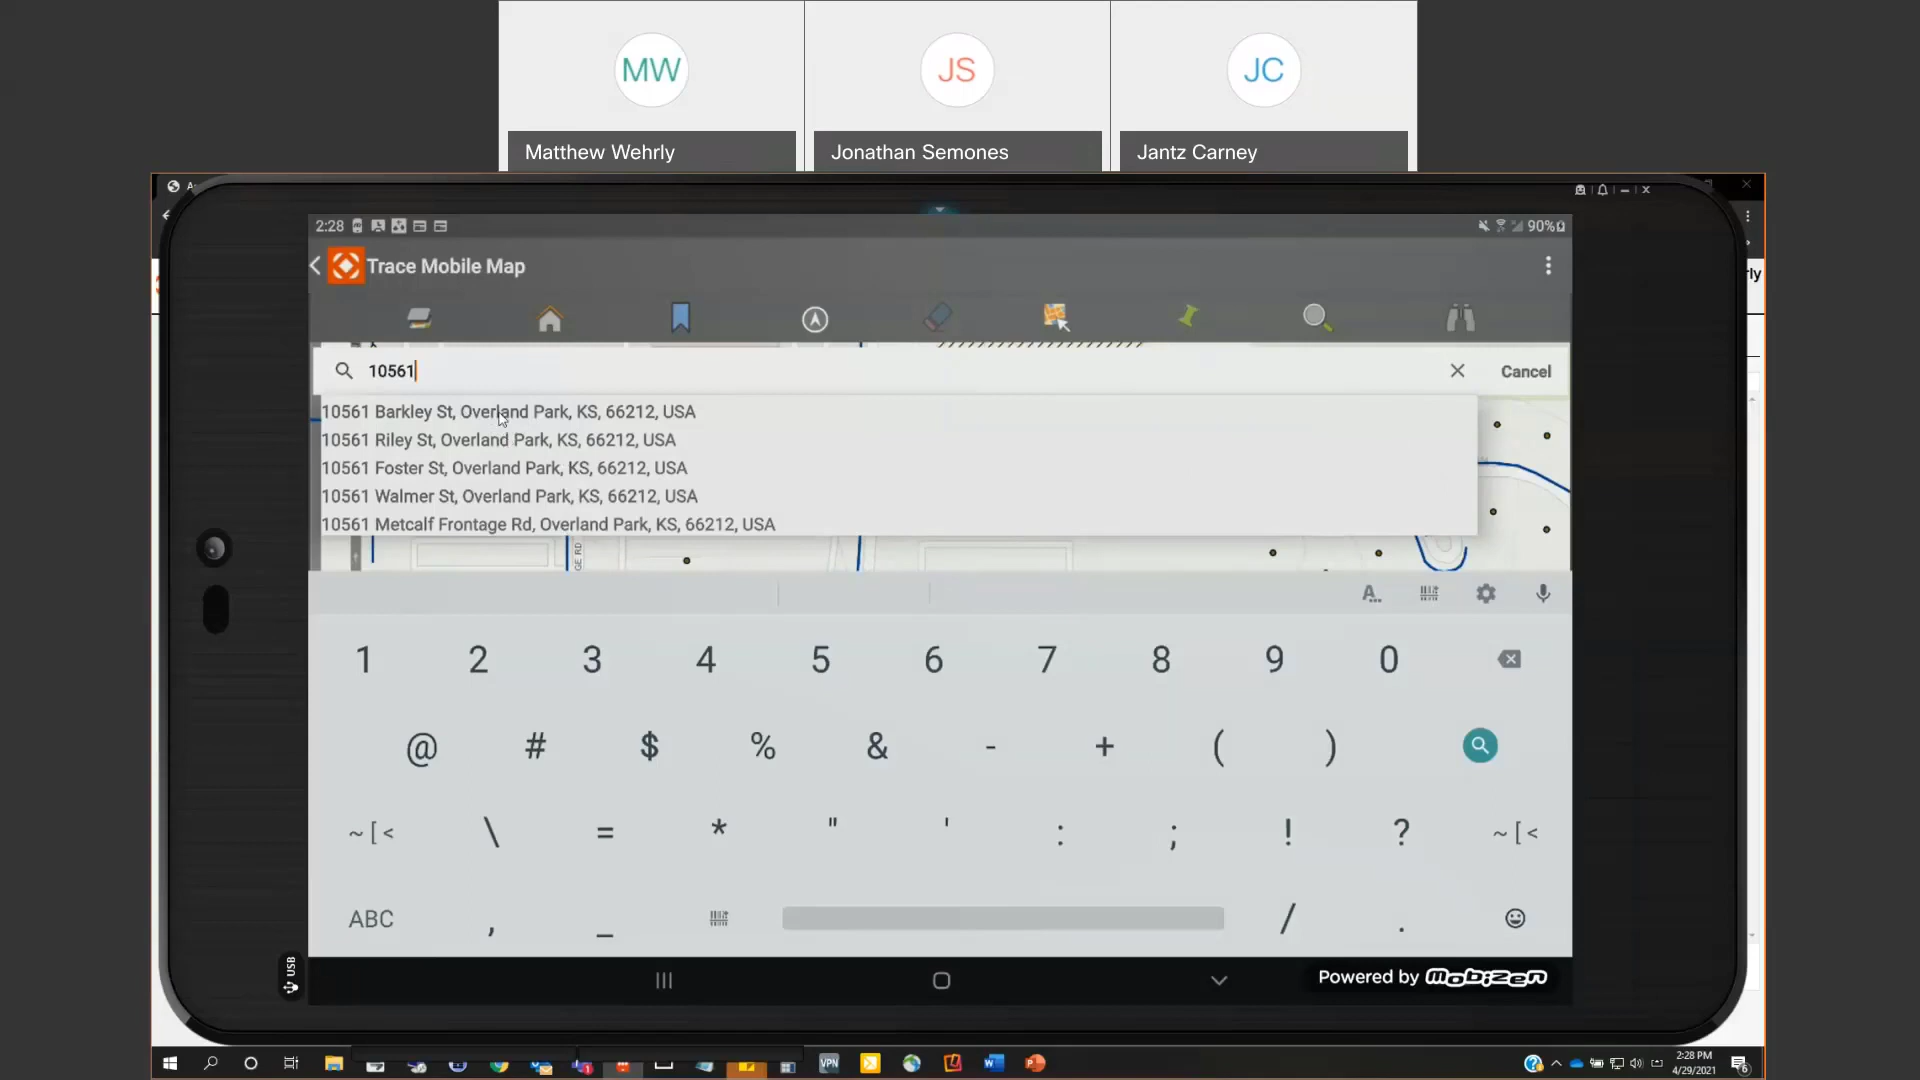 MW
JS
JC
Matthew Wehrly
Jonathan Semones
Jantz Carney
2:28
90%
Trace Mobile Map
10561
Cancel
10561 Barkley St, Overland Park, KS, 66212, USA
10561 Riley St, Overland Park, KS, 66212, USA
10561 Foster St, Overland Park, KS, 66212, USA
10561 Walmer St, Overland Park, KS, 66212, USA
10561 Metcalf Frontage Rd, Overland Park, KS, 66212, USA
GE RD
A..
1 2 3 4 5 6 7 8 9 0
@ # $ % & - + ( )
~ [ < \ = * " ' : ; ! ? ~ [ <
ABC , _ / .
USB
Powered by mobizen
VPN
2:28 PM
4/29/2021